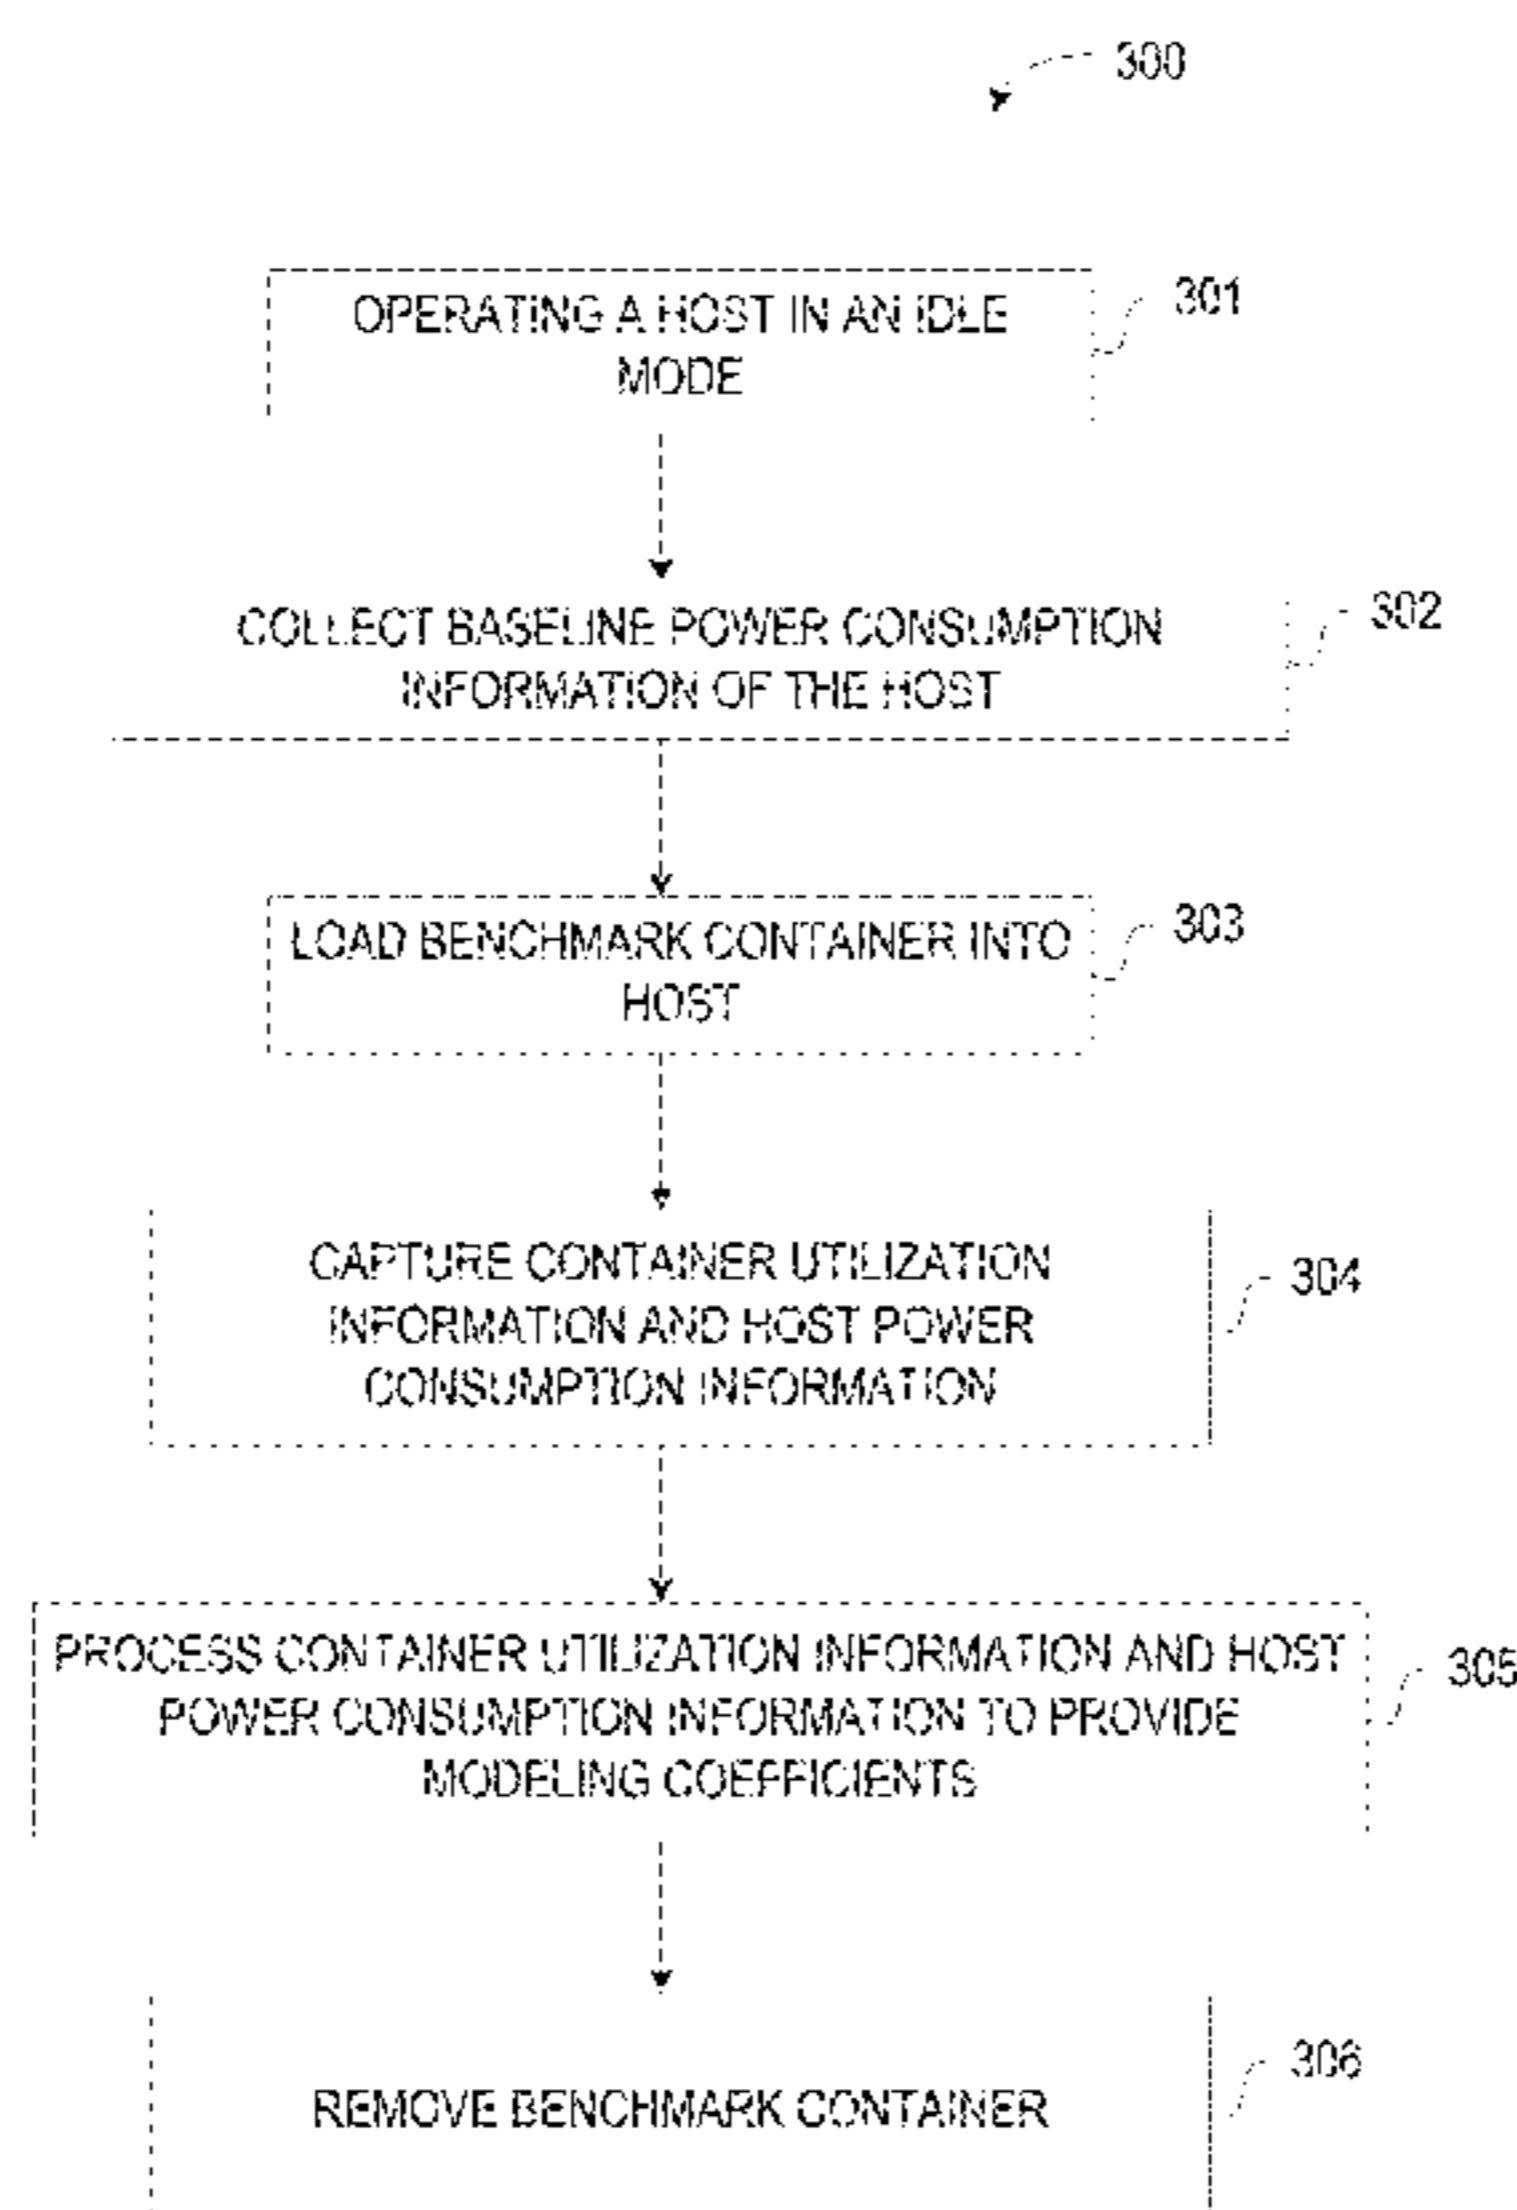 300
OPERATING A HOST IN AN IDLE
MODE
301
COLLECT BASELINE POWER CONSUMPTION
INFORMATION OF THE HOST
302
LOAD BENCHMARK CONTAINER INTO
HOST
303
CAPTURE CONTAINER UTILIZATION
INFORMATION AND HOST POWER
CONSUMPTION INFORMATION
304
PROCESS CONTAINER UTILIZATION INFORMATION AND HOST
POWER CONSUMPTION INFORMATION TO PROVIDE
MODELING COEFFICIENTS
305
REMOVE BENCHMARK CONTAINER
306